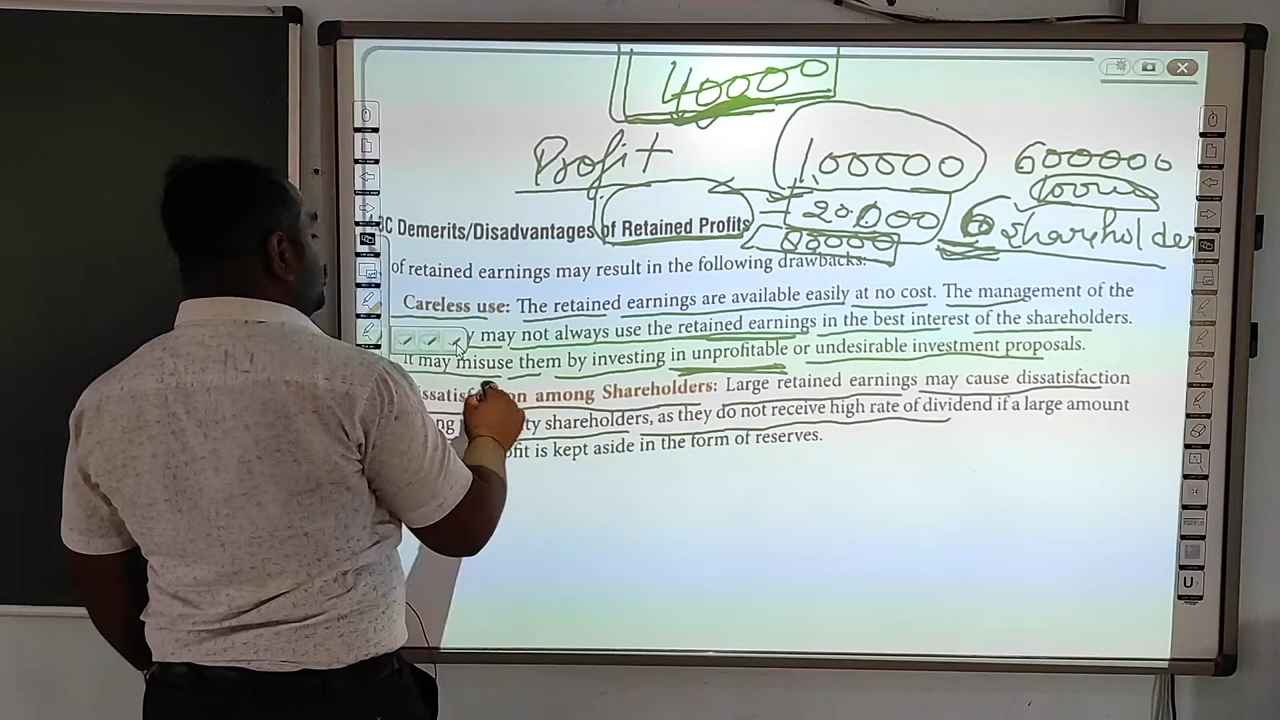 40000
Profit 1,00000 600000
20.000
Shareholder
Demerits/Disadvantages of Retained Profits
80000
of retained earnings may result in the following drawbacks:
Careless use: The retained earnings are available easily at no cost. The management of the
may not always use the retained earnings in the best interest of the shareholders.
It may misuse them by investing in unprofitable or undesirable investment proposals.
among Shareholders: Large retained earnings may cause dissatisfaction
shareholders, as they do not receive high rate of dividend if a large amount
is kept aside in the form of reserves.